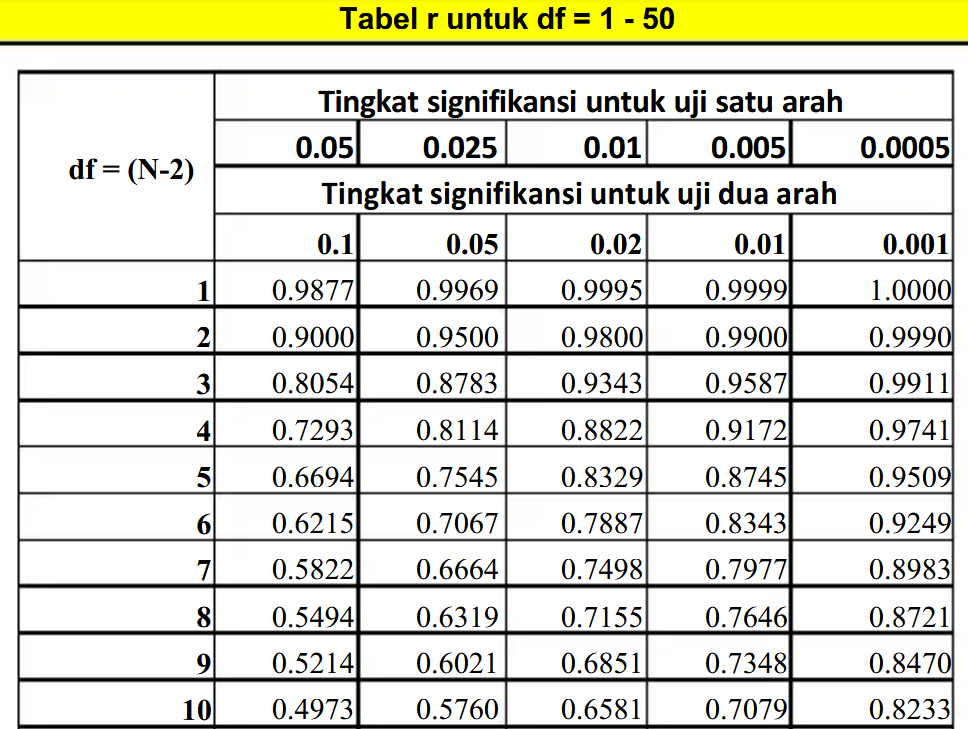 Tabel r untuk df = 1 - 50
df = (N-2)
Tingkat signifikansi untuk uji satu arah
0.05 0.025 0.01 0.005 0.0005
Tingkat signifikansi untuk uji dua arah
0.1 0.05 0.02 0.01 0.001
1 0.9877 0.9969 0.9995 0.9999 1.0000
2 0.9000 0.9500 0.9800 0.9900 0.9990
3 0.8054 0.8783 0.9343 0.9587 0.9911
4 0.7293 0.8114 0.8822 0.9172 0.9741
5 0.6694 0.7545 0.8329 0.8745 0.9509
6 0.6215 0.7067 0.7887 0.8343 0.9249
7 0.5822 0.6664 0.7498 0.7977 0.8983
8 0.5494 0.6319 0.7155 0.7646 0.8721
9 0.5214 0.6021 0.6851 0.7348 0.8470
10 0.4973 0.5760 0.6581 0.7079 0.8233